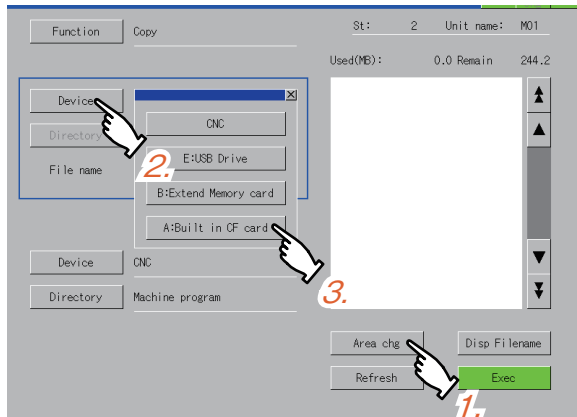 Function Copy St: 2 Unit name: M01
Used(MB): 0.0 Remain 244.2
Device
Directory
File name
CNC
E:USB Drive
B:Extend Memory card
A:Built in CF card
2.
3.
Device CNC
Directory Machine program
Area chg Disp Filename
Refresh Exec
1.